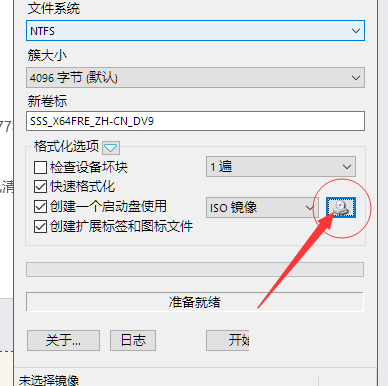 文件系统
NTFS
簇大小
4096 字节 (默认)
新卷标
SSS_X64FRE_ZH-CN_DV9
格式化选项
检查设备坏块 1 遍
快速格式化
创建一个启动盘使用 ISO 镜像
创建扩展标签和图标文件
准备就绪
关于... 日志 开始
未选择镜像